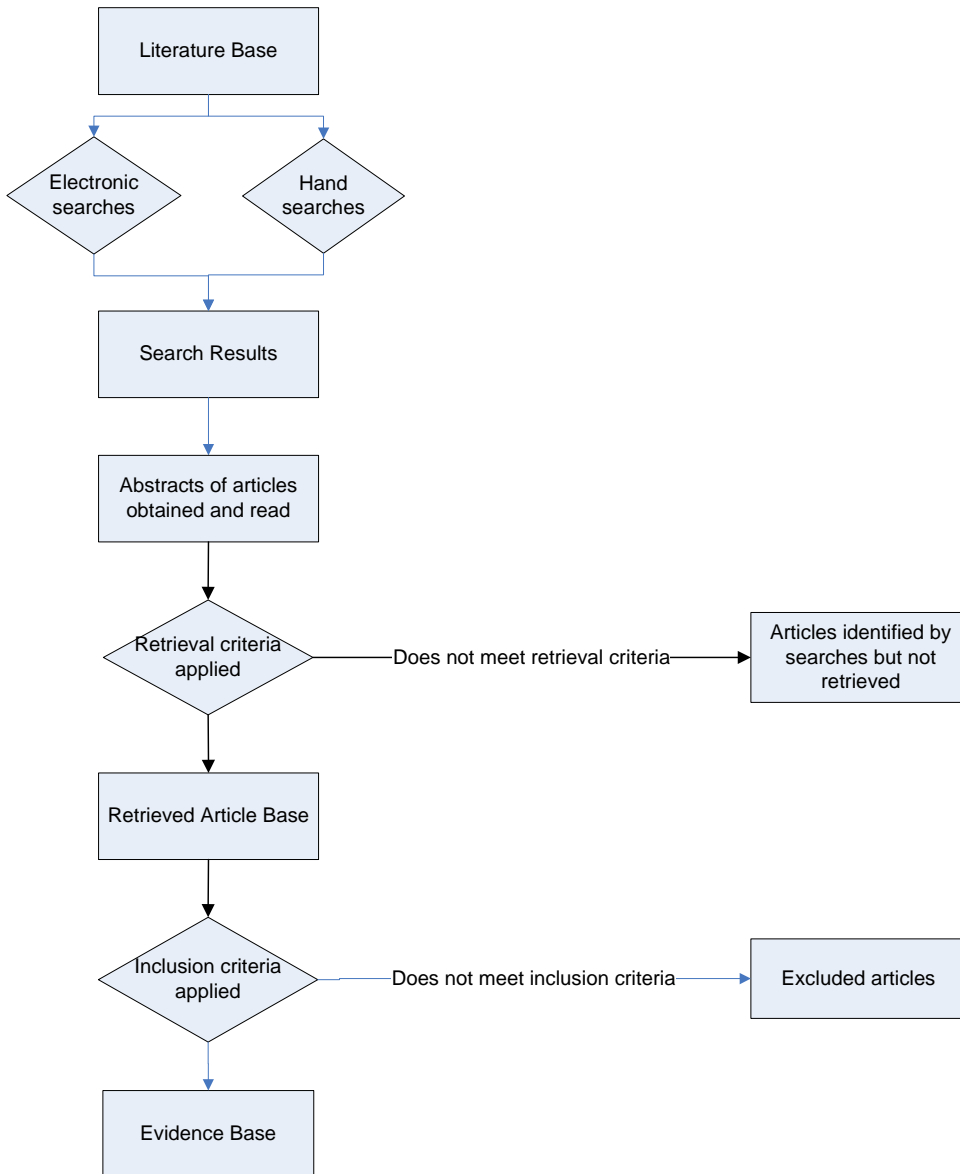 Literature Base
Electronic
searches
Hand
searches
Search Results
Abstracts of articles
obtained and read
Retrieval criteria
applied
Does not meet retrieval criteria
Articles identified by
searches but not
retrieved
Retrieved Article Base
Inclusion criteria
applied
Does not meet inclusion criteria
Excluded articles
Evidence Base